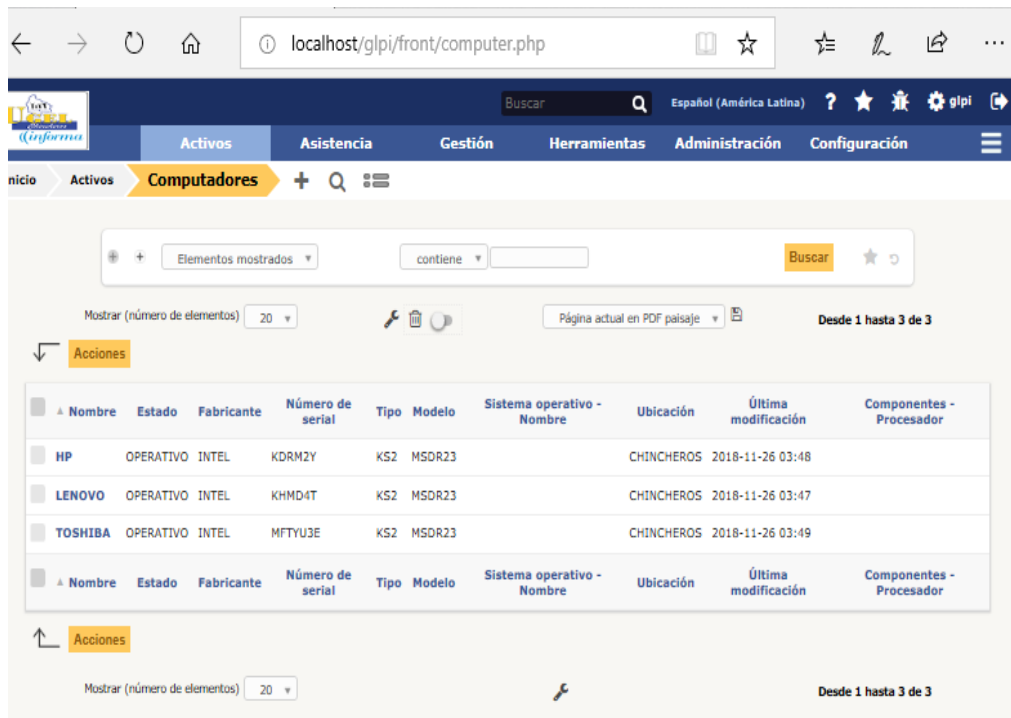 localhost/glpi/front/computer.php
UGEL
Chincheros
informa
Buscar
Español (América Latina)
?
glpi
Activos Asistencia Gestión Herramientas Administración Configuración
nicio Activos Computadores
Elementos mostrados contiene Buscar
Mostrar (número de elementos) 20 Página actual en PDF paisaje Desde 1 hasta 3 de 3
Acciones
Nombre Estado Fabricante Número de serial Tipo Modelo Sistema operativo - Nombre Ubicación Última modificación Componentes - Procesador
HP OPERATIVO INTEL KDRM2Y KS2 MSDR23 CHINCHEROS 2018-11-26 03:48
LENOVO OPERATIVO INTEL KHMD4T KS2 MSDR23 CHINCHEROS 2018-11-26 03:47
TOSHIBA OPERATIVO INTEL MFTYU3E KS2 MSDR23 CHINCHEROS 2018-11-26 03:49
Nombre Estado Fabricante Número de serial Tipo Modelo Sistema operativo - Nombre Ubicación Última modificación Componentes - Procesador
Acciones
Mostrar (número de elementos) 20 Desde 1 hasta 3 de 3